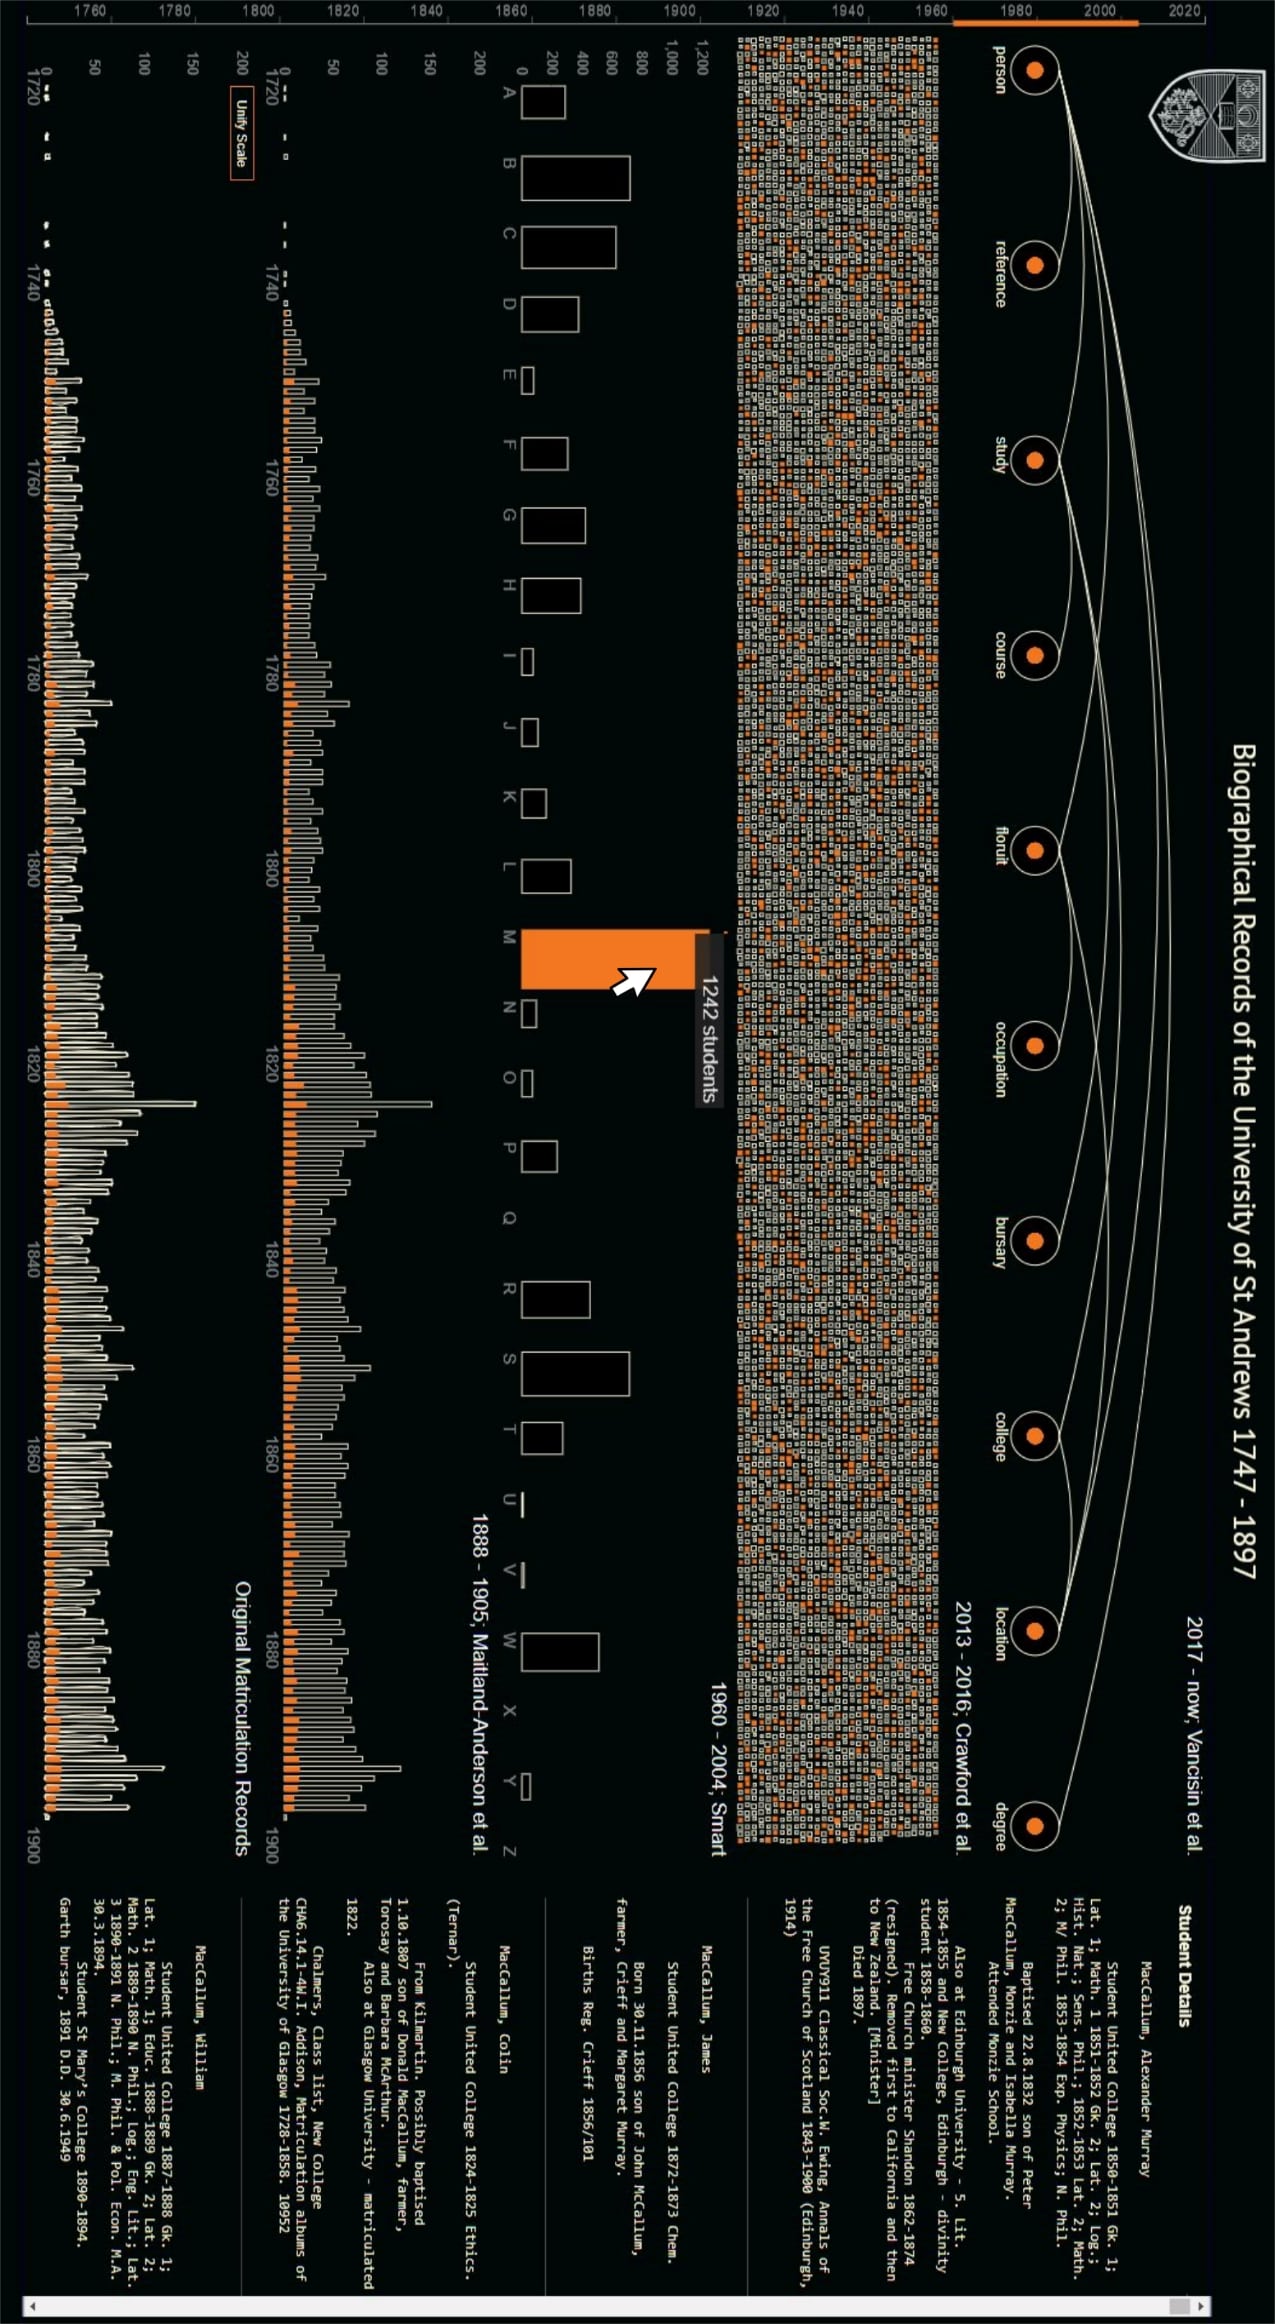 Biographical Records of the University of St Andrews 1747 - 1897
2020
2000
1980
1960
1940
1920
1900
1880
1860
1840
1820
1800
1780
1760
2017 - now; Vancisin et al.
person
reference
study
course
floruit
occupation
bursary
college
location
degree
2013 - 2016; Crawford et al.
1960 - 2004; Smart
1242 students
1,200
1,000
800
600
400
200
0
A B C D E F G H I J K L M N O P Q R S T U V W X Y Z
1888 - 1905; Maitland-Anderson et al.
200
150
100
50
0
1720 1740 1760 1780 1800 1820 1840 1860 1880 1900
Unify Scale
Original Matriculation Records
200
150
100
50
0
1720 1740 1760 1780 1800 1820 1840 1860 1880 1900
Student Details
MacCallum, Alexander Murray
Student United College 1850-1851 Gk. 1;
Lat. 1; Math. 1 1851-1852 Gk. 2; Lat. 2; Log.;
Hist. Nat.; Sens. Phil.; 1852-1853 Lat. 2; Math.
2; M/ Phil. 1853-1854 Exp. Physics; N. Phil.
Baptised 22.8.1832 son of Peter
MacCallum, Monzie and Isabella Murray.
Attended Monzie School.
Also at Edinburgh University - 5. Lit.
1854-1855 and New College, Edinburgh - divinity
student 1858-1860.
Free Church minister Shandon 1862-1874
(resigned). Removed first to California and then
to New Zealand. [Minister]
Died 1897.
UYUY911 Classical Soc.W. Ewing, Annals of
the Free Church of Scotland 1843-1900 (Edinburgh,
1914)
MacCallum, James
Student United College 1872-1873 Chem.
Born 30.11.1856 son of John McCallum,
farmer, Crieff and Margaret Murray.
Births Reg. Crieff 1856/101
MacCallum, Colin
Student United College 1824-1825 Ethics.
(Ternar).
From Kilmartin. Possibly baptised
1.10.1807 son of Donald MacCallum, farmer,
Torosay and Barbara McArthur.
Also at Glasgow University - matriculated
1822.
Chalmers, Class list, New College
CHA6.14.1-4W.I. Addison, Matriculation albums of
the University of Glasgow 1728-1858. 10952
MacCallum, William
Student United College 1887-1888 Gk. 1;
Lat. 1; Math. 1; Educ. 1888-1889 Gk. 2; Lat. 2;
Math. 2 1889-1890 N. Phil.; Log.; Eng. Lit.; Lat.
3 1890-1891 N. Phil.; M. Phil. & Pol. Econ. M.A.
30.3.1894.
Student St Mary's College 1890-1894.
Garth bursar, 1891 D.D. 30.6.1949